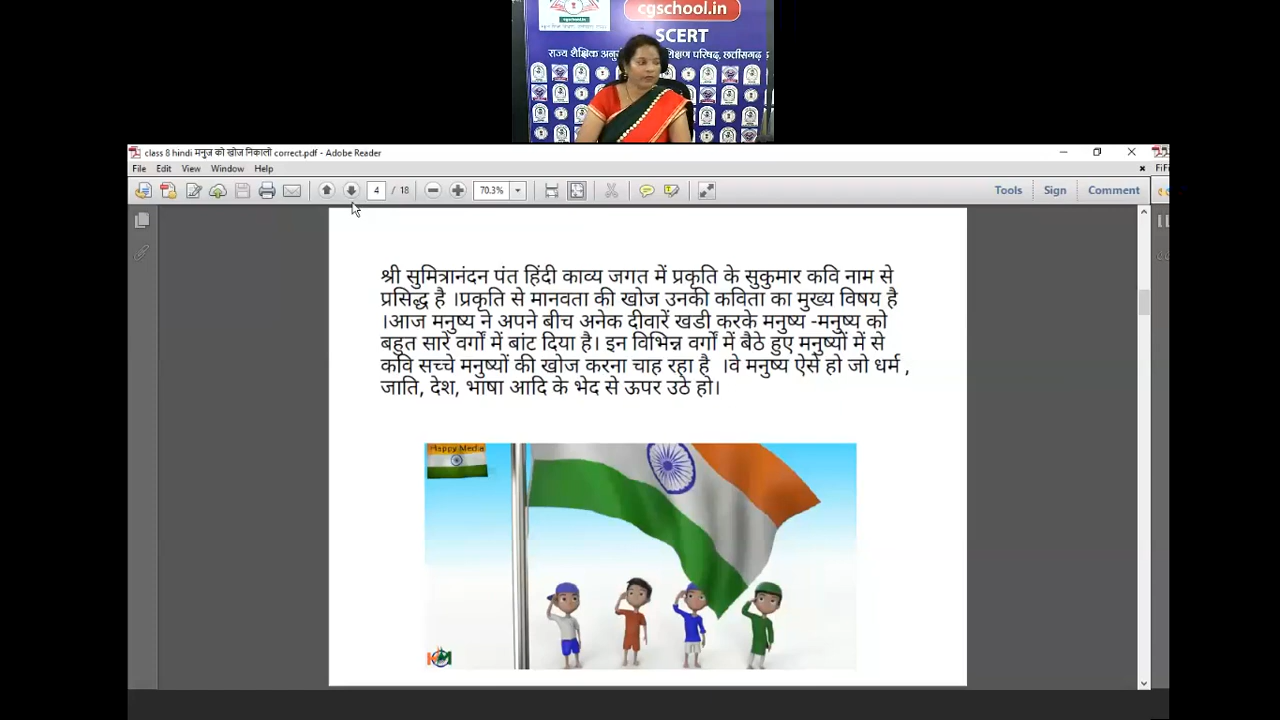 cgschool.in
SCERT
class 8 hindi मनुज को खोज निकालो correct.pdf - Adobe Reader
File Edit View Window Help
4 / 18 70.3% Tools Sign Comment
श्री सुमित्रानंदन पंत हिंदी काव्य जगत में प्रकृति के सुकुमार कवि नाम से
प्रसिद्ध है ।प्रकृति से मानवता की खोज उनकी कविता का मुख्य विषय है
।आज मनुष्य ने अपने बीच अनेक दीवारें खडी करके मनुष्य -मनुष्य को
बहुत सारे वर्गों में बांट दिया है। इन विभिन्न वर्गों में बैठे हुए मनुष्यों में से
कवि सच्चे मनुष्यों की खोज करना चाह रहा है ।वे मनुष्य ऐसे हो जो धर्म ,
जाति, देश, भाषा आदि के भेद से ऊपर उठे हो।
Happy Media